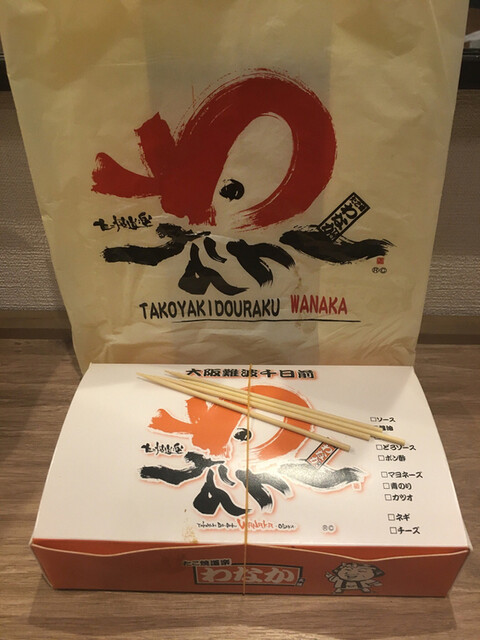 わ
たこ焼道楽
わなか
TAKOYAKIDOURAKU WANAKA
®©
大阪難波千日前
わ
たこ焼道楽
わなか
Wanaka
®©
□ソース
□どろソース
□ポン酢
□マヨネーズ
□青のり
□カツオ
□ネギ
□チーズ
たこ焼道楽
わなか